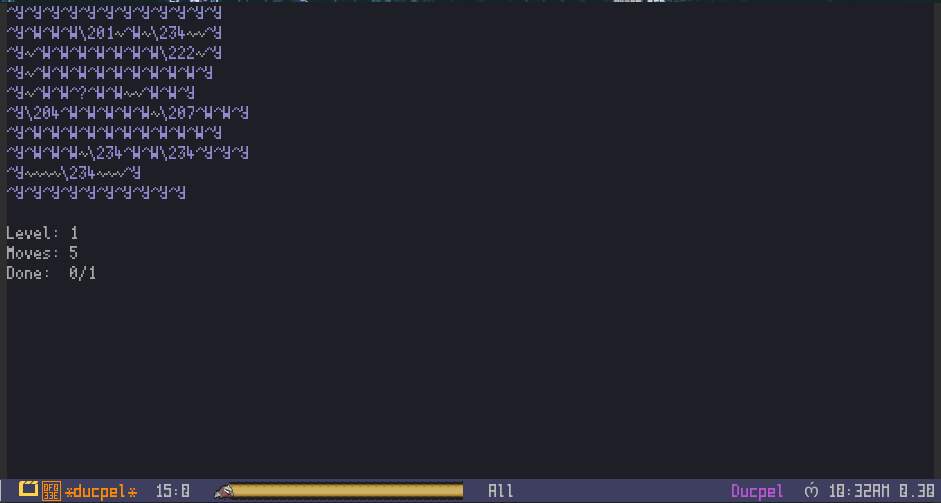 ^Y^Y^Y^Y^Y^Y^Y^Y^Y^Y^Y^Y
^Y^W^W^W\201~^W~\234~~^Y
^Y~^W^W^W^W^W^W^W\222~^Y
^Y~^W^W^W^W^W^W^W^W^W^Y
^Y~^W^W^?^W^W~~^W^W^Y
^Y\204^W^W^W^W^W~\207^W^W^Y
^Y^W^W^W^W^W^W^W^W^W^W^Y
^Y^W^W^W~\234^W^W\234^Y^Y^Y
^Y~~~~\234~~~^Y
^Y^Y^Y^Y^Y^Y^Y^Y^Y^Y
Level: 1
Moves: 5
Done:  0/1
*ducpel* 15:0 All Ducpel 10:32AM 0.30